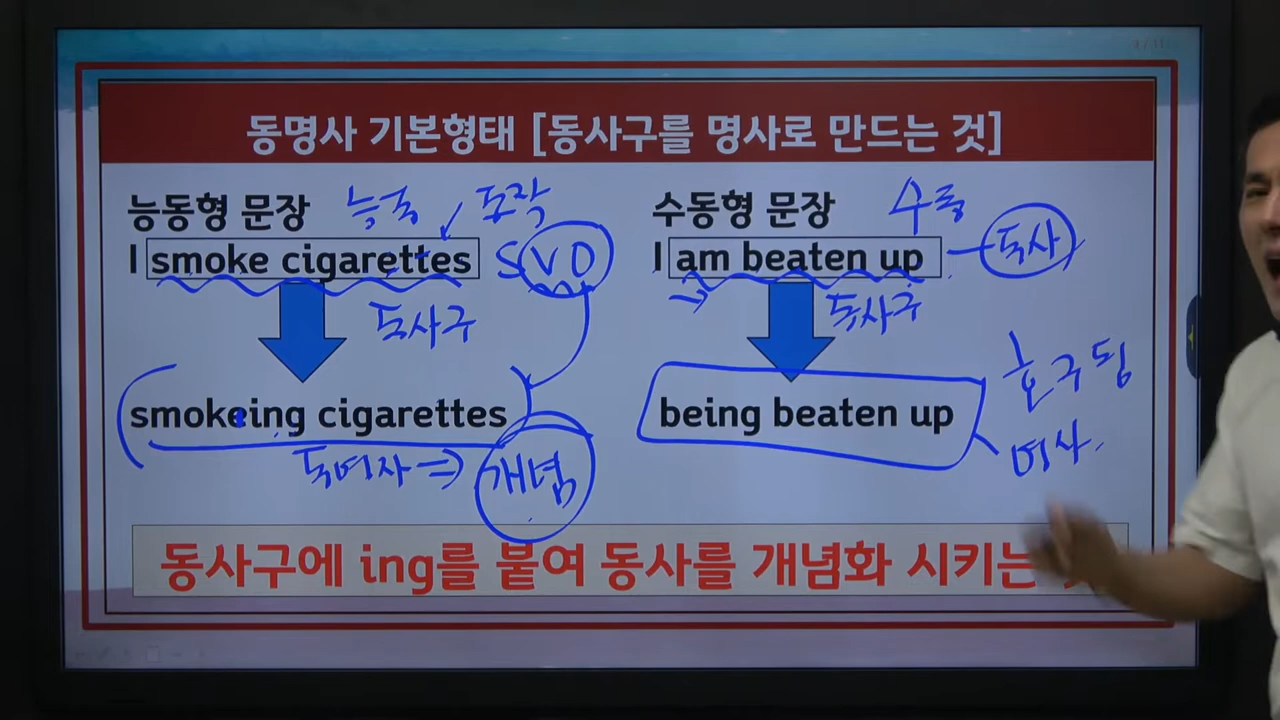 동명사 기본형태 [동사구를 명사로 만드는 것]
능동형 문장 능동 동작
I smoke cigarettes S V O
동사구
smokeing cigarettes
동명사 ⇒ 개념
수동형 문장 수동
I am beaten up 동사
동사구
being beaten up
명사.
동사구에 ing를 붙여 동사를 개념화 시키는